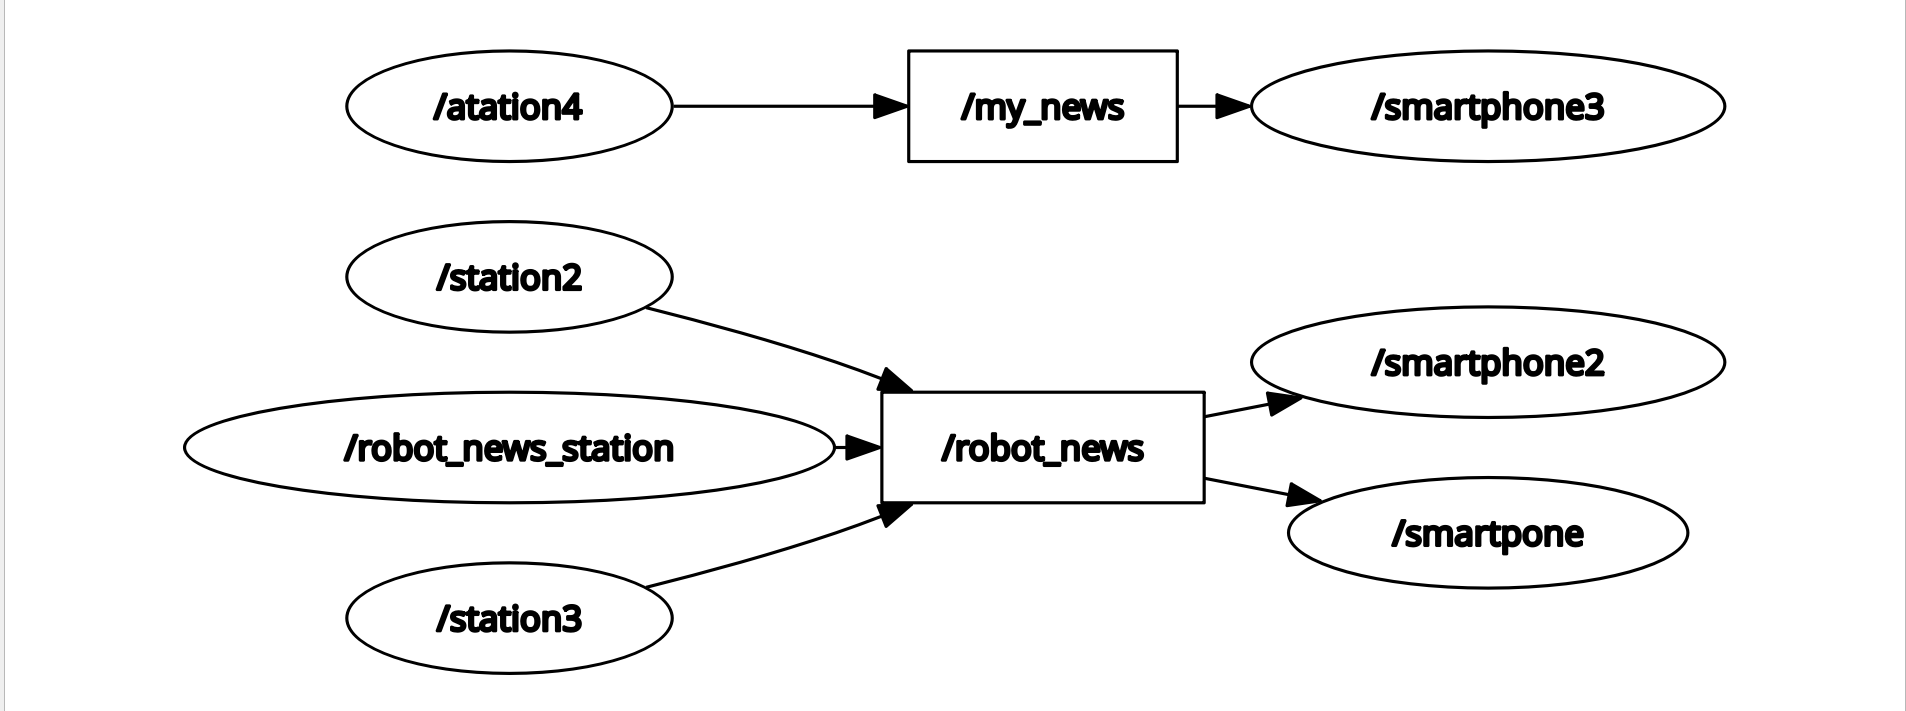 /atation4
/my_news
/smartphone3
/station2
/smartphone2
/robot_news_station
/robot_news
/smartpone
/station3